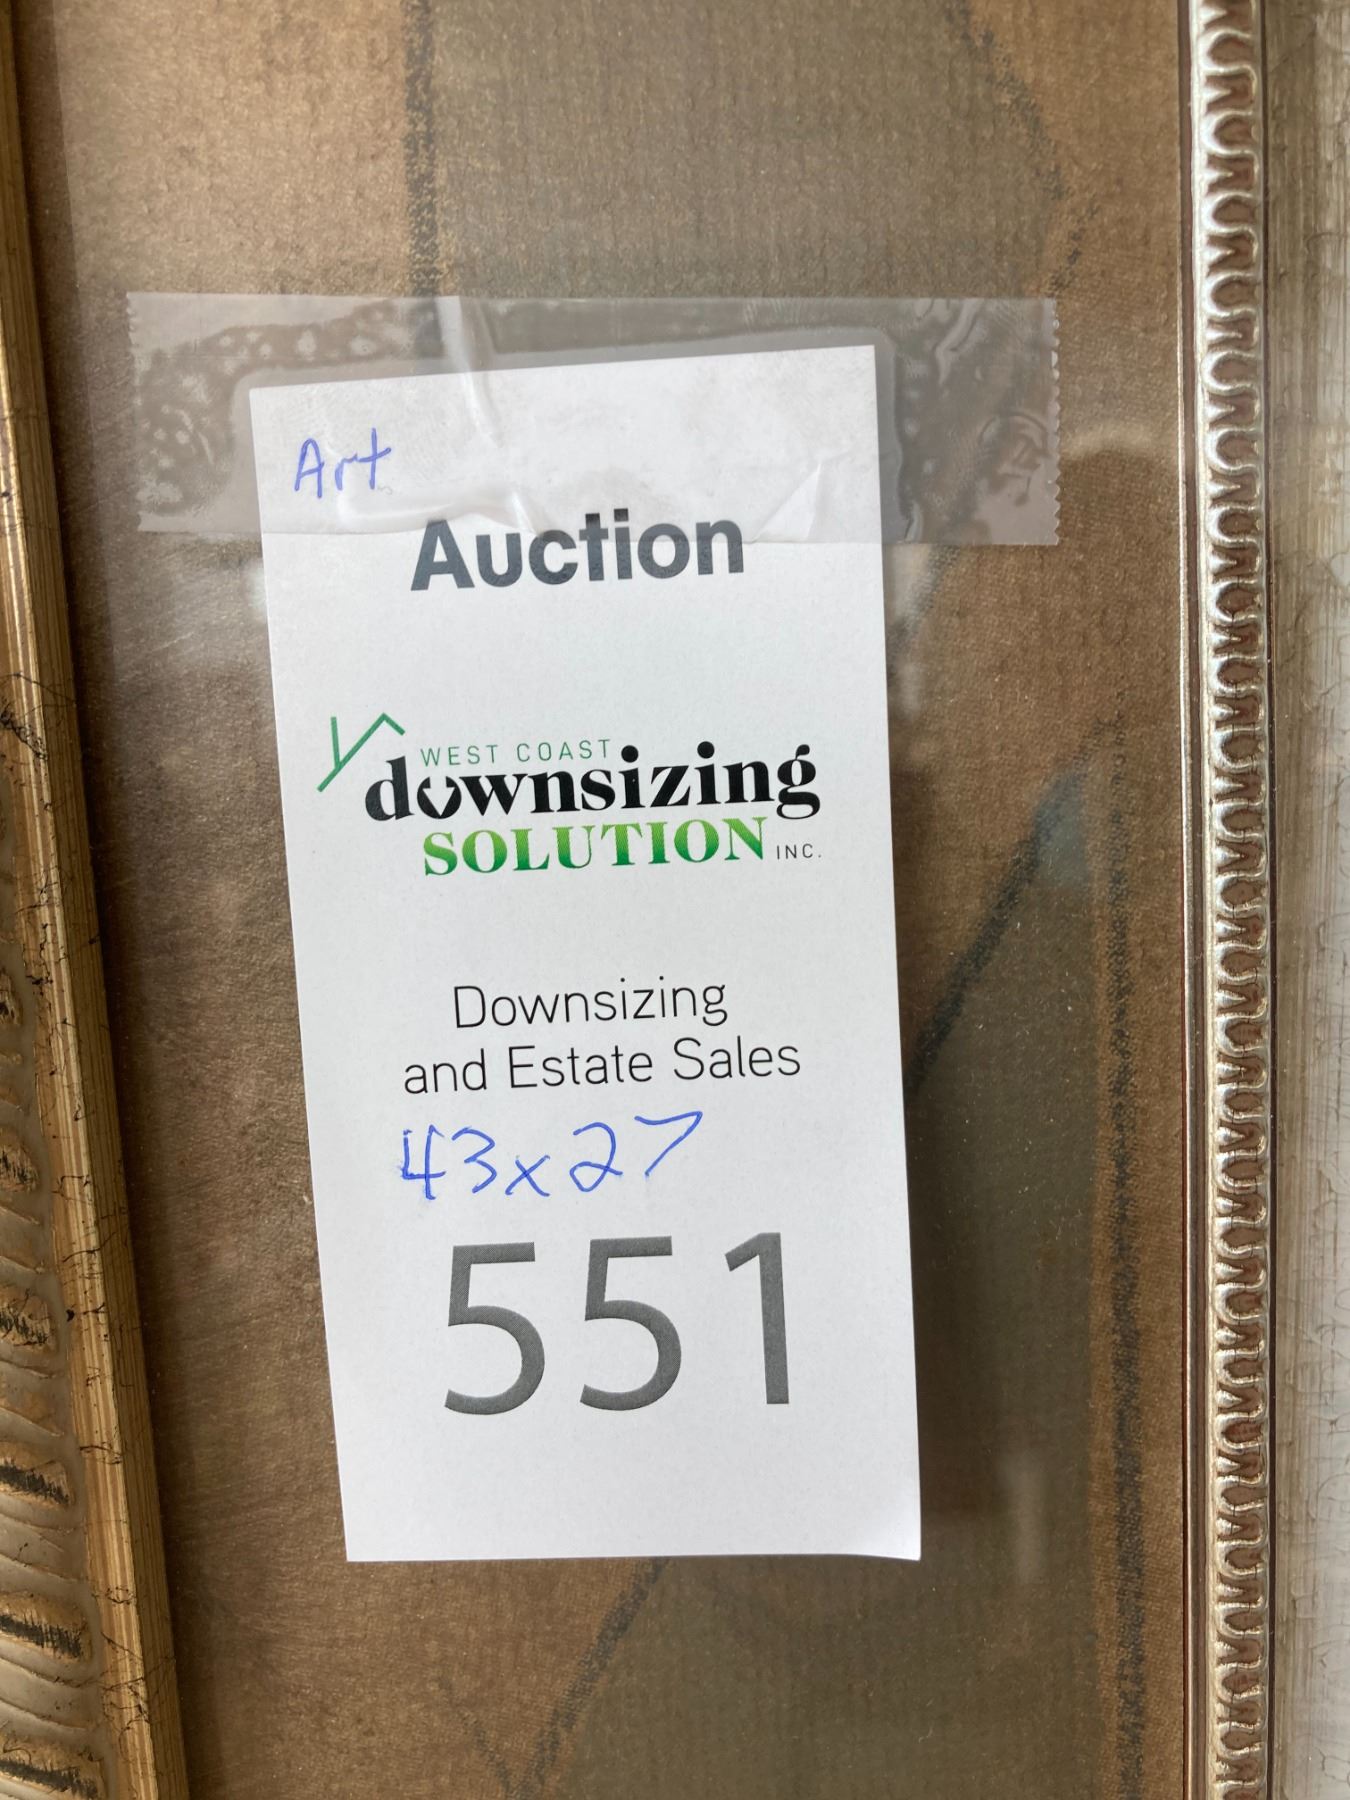 Art
Auction
WEST COAST
downsizing
SOLUTION INC.
Downsizing
and Estate Sales
43x27
551